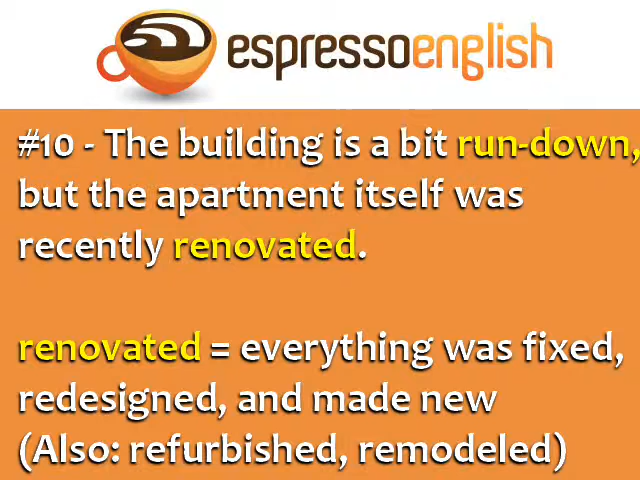 espressoenglish
#10 - The building is a bit run-down,
but the apartment itself was
recently renovated.
renovated = everything was fixed,
redesigned, and made new
(Also: refurbished, remodeled)